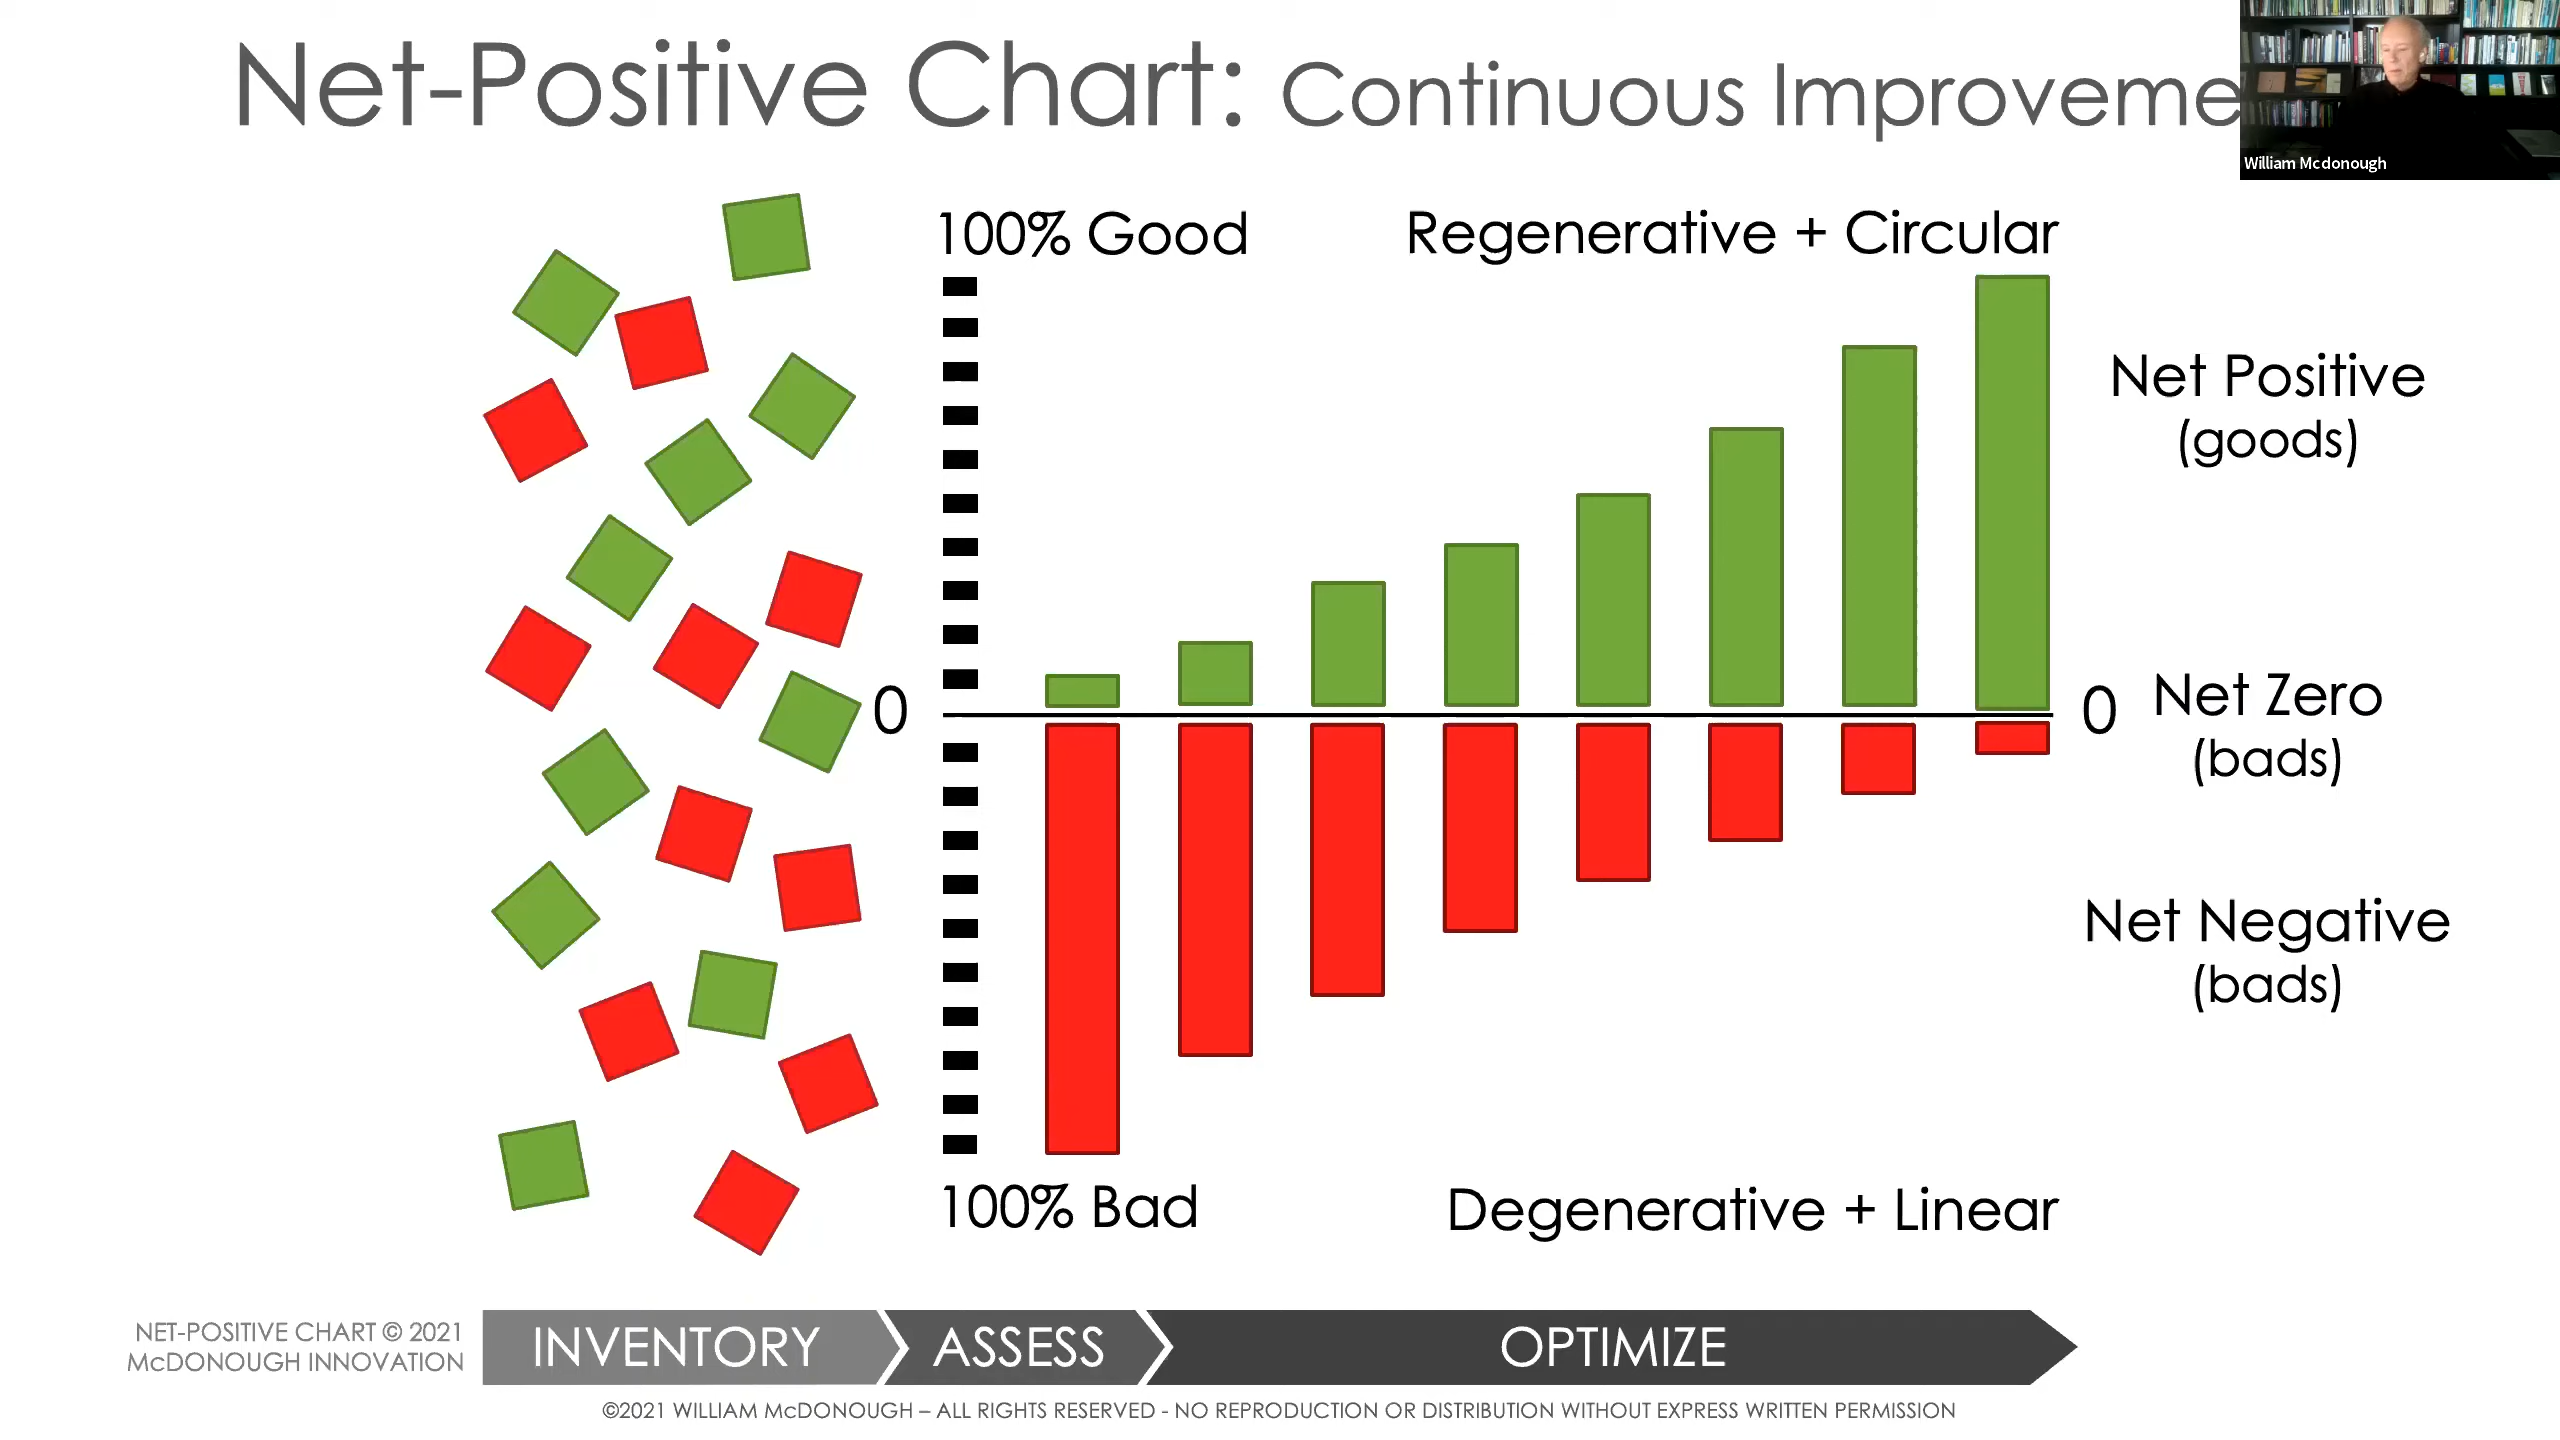 Net-Positive Chart: Continuous Improveme
William Mcdonough
100% Good
Regenerative + Circular
Net Positive
(goods)
0
0
Net Zero
(bads)
Net Negative
(bads)
100% Bad
Degenerative + Linear
NET-POSITIVE CHART © 2021
McDONOUGH INNOVATION
INVENTORY
ASSESS
OPTIMIZE
©2021 WILLIAM McDONOUGH – ALL RIGHTS RESERVED - NO REPRODUCTION OR DISTRIBUTION WITHOUT EXPRESS WRITTEN PERMISSION